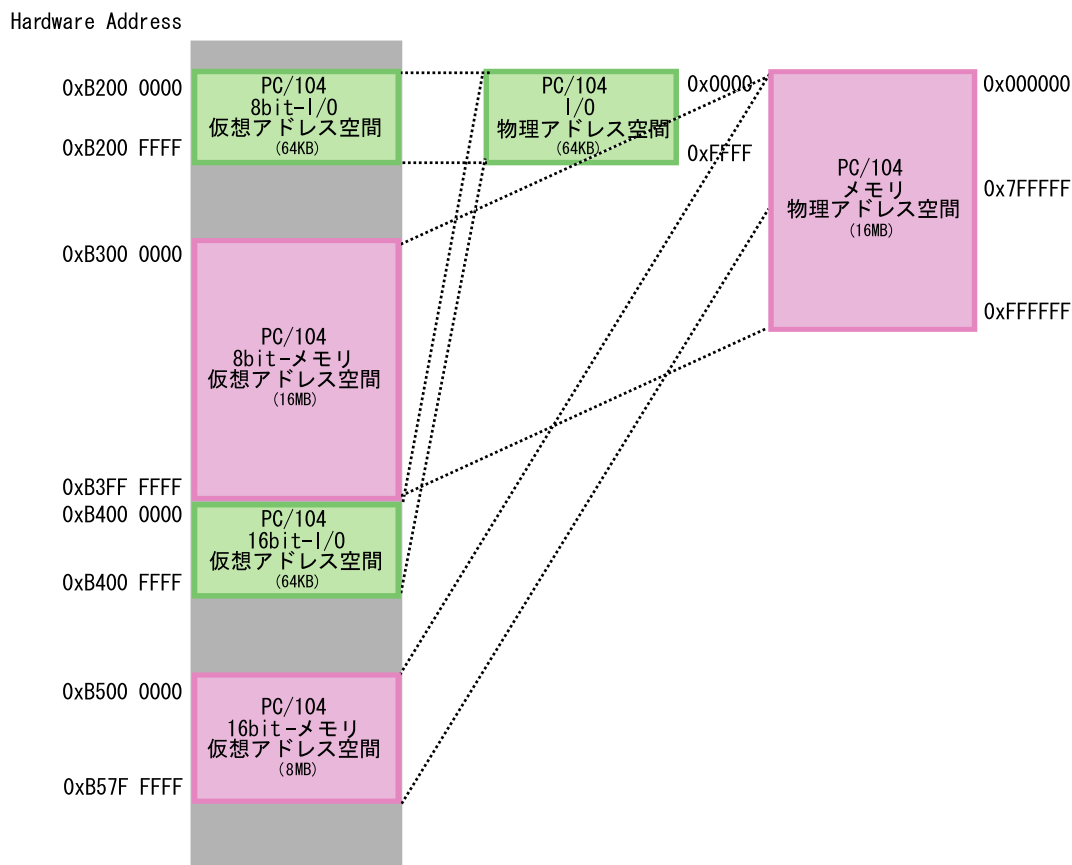 Hardware Address
0xB200 0000
0xB200 FFFF
PC/104
8bit-I/O
仮想アドレス空間
(64KB)
PC/104
I/O
物理アドレス空間
(64KB)
0x0000
0xFFFF
PC/104
メモリ
物理アドレス空間
(16MB)
0x000000
0x7FFFFF
0xFFFFFF
0xB300 0000
0xB3FF FFFF
PC/104
8bit-メモリ
仮想アドレス空間
(16MB)
0xB400 0000
0xB400 FFFF
PC/104
16bit-I/O
仮想アドレス空間
(64KB)
0xB500 0000
0xB57F FFFF
PC/104
16bit-メモリ
仮想アドレス空間
(8MB)